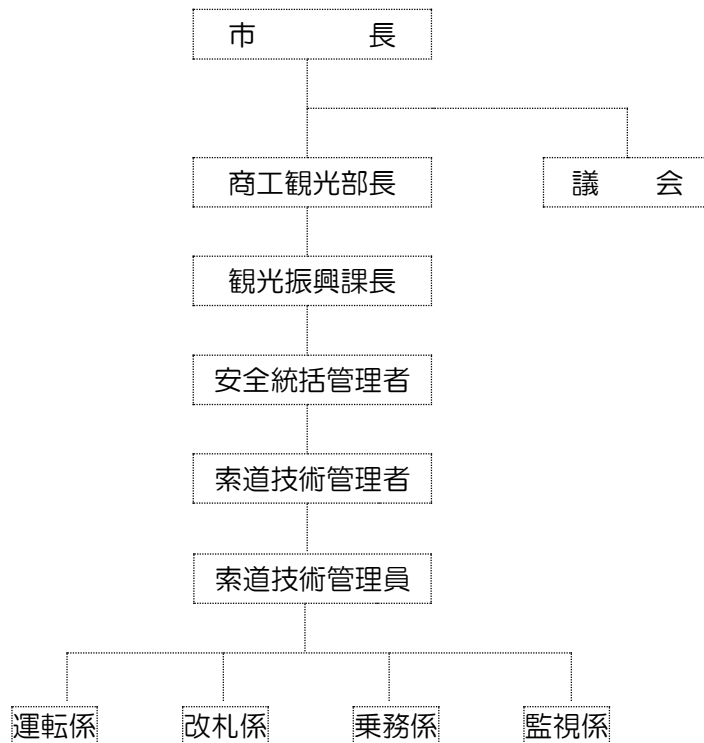 市　　　　長
商工観光部長
議　　会
観光振興課長
安全統括管理者
索道技術管理者
索道技術管理員
運転係
改札係
乗務係
監視係